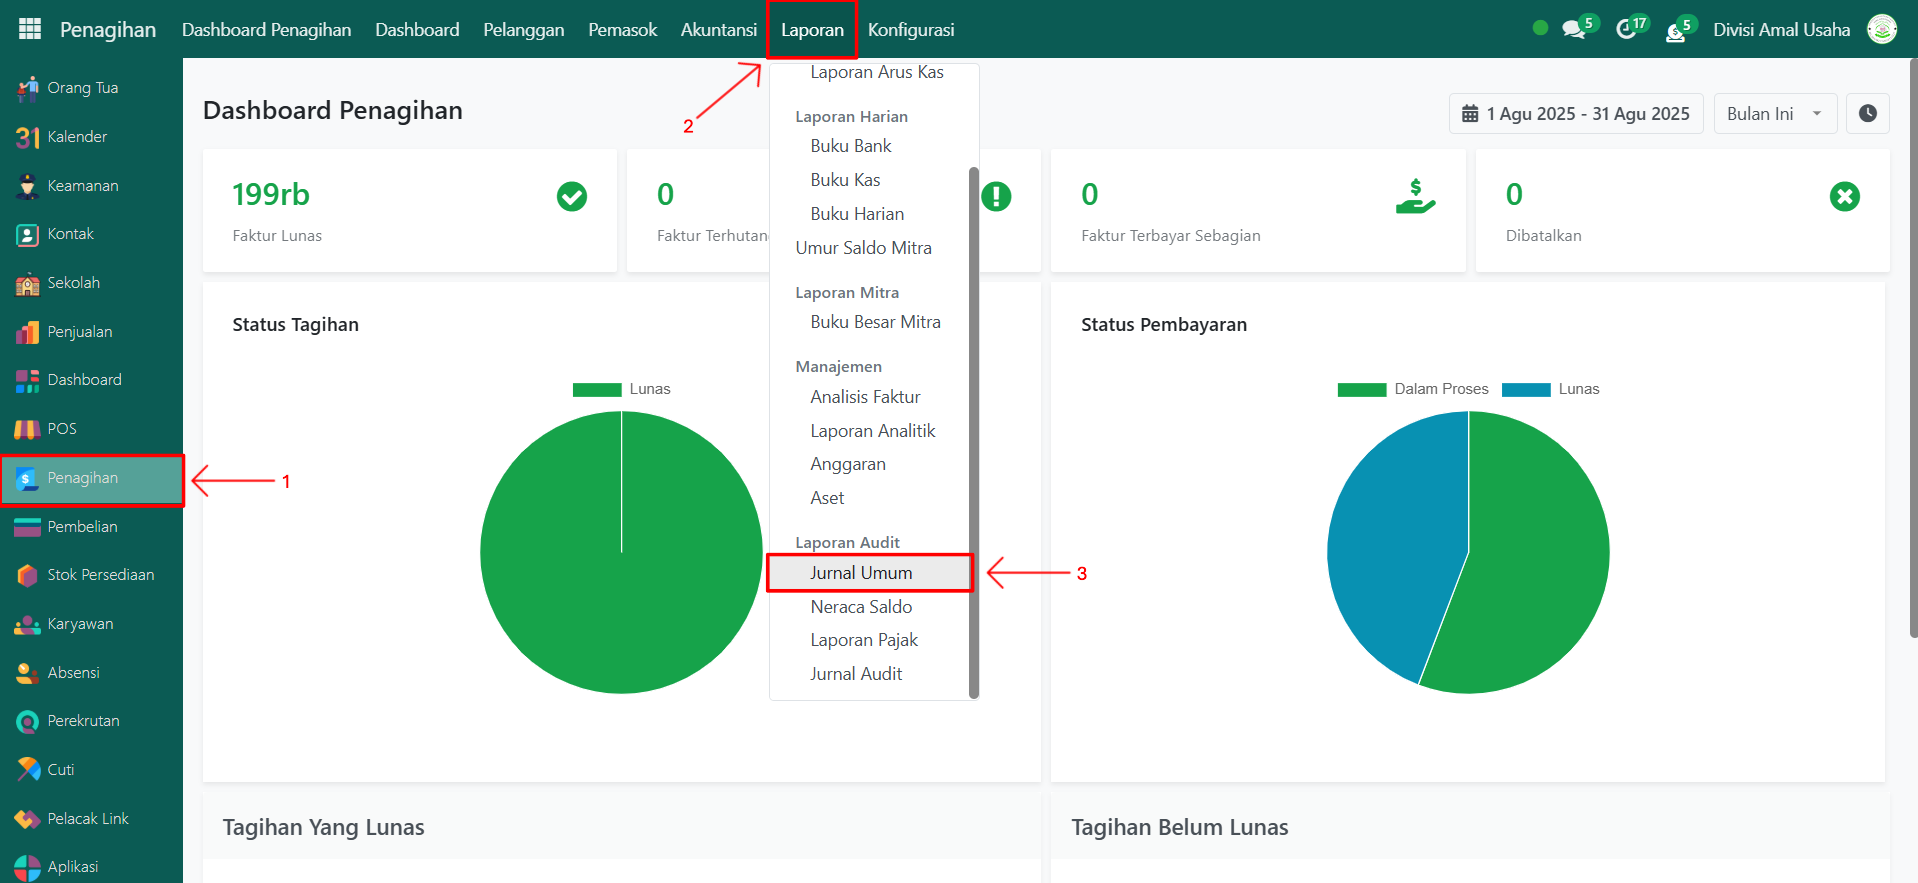 Penagihan
Dashboard Penagihan
Dashboard
Pelanggan
Pemasok
Akuntansi
Laporan
Konfigurasi
5
17
5
Divisi Amal Usaha
Orang Tua
31 Kalender
Keamanan
Kontak
Sekolah
Penjualan
Dashboard
POS
Penagihan
Pembelian
Stok Persediaan
Karyawan
Absensi
Perekrutan
Cuti
Pelacak Link
Aplikasi
1
2
3
Laporan Arus Kas
Laporan Harian
Buku Bank
Buku Kas
Buku Harian
Umur Saldo Mitra
Laporan Mitra
Buku Besar Mitra
Manajemen
Analisis Faktur
Laporan Analitik
Anggaran
Aset
Laporan Audit
Jurnal Umum
Neraca Saldo
Laporan Pajak
Jurnal Audit
Dashboard Penagihan
1 Agu 2025 - 31 Agu 2025
Bulan Ini
199rb
Faktur Lunas
0
Faktur Terhutan
0
Faktur Terbayar Sebagian
0
Dibatalkan
Status Tagihan
Lunas
Status Pembayaran
Dalam Proses
Lunas
Tagihan Yang Lunas
Tagihan Belum Lunas